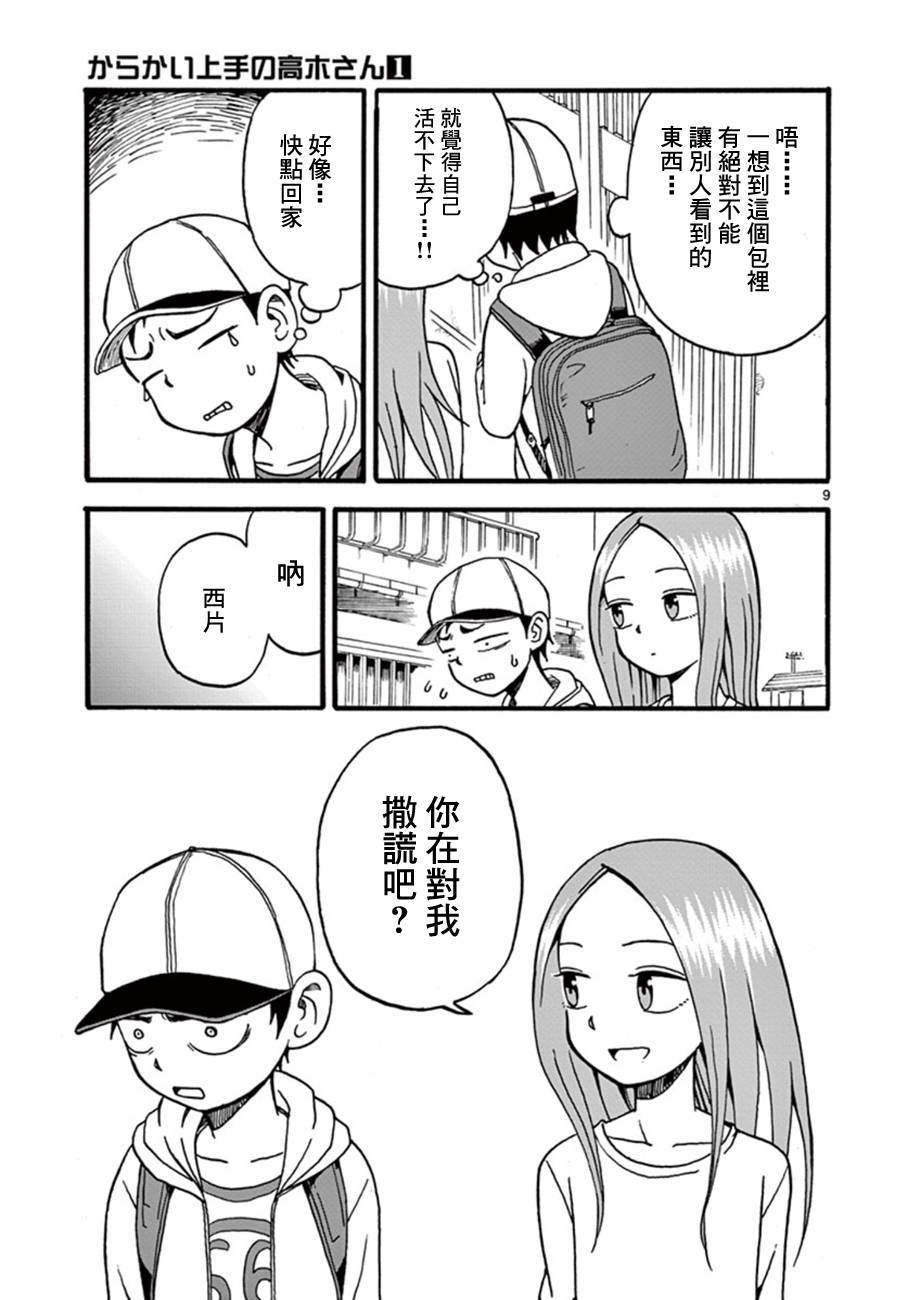 からかい上手の高木さん1
唔……
一想到這個包裡
有絕對不能
讓別人看到的
東西…
就覺得自己
活不下去了…!!
好像…
快點回家
9
吶
西片
你在對我
撒謊吧?
66